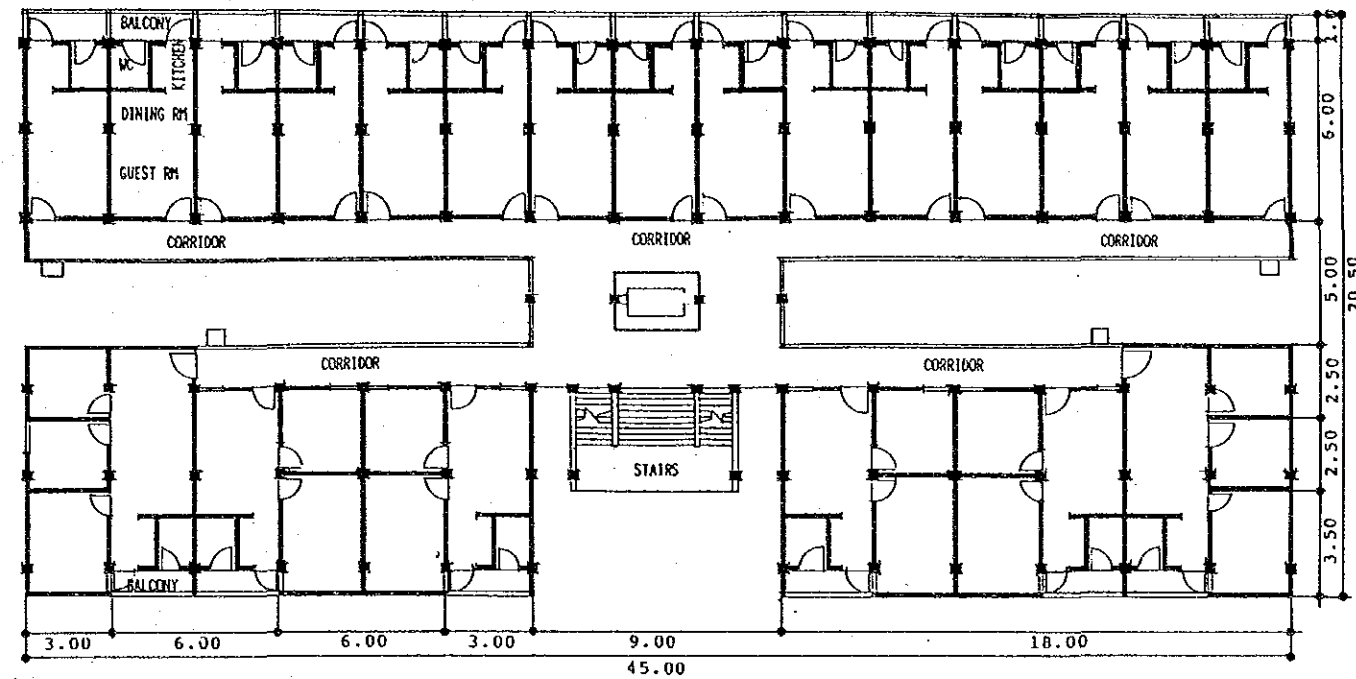 BALCONY
WC
KITCHEN
DINING RM
GUEST RM
CORRIDOR
CORRIDOR
CORRIDOR
CORRIDOR
CORRIDOR
STAIRS
BALCONY
6.00
5.00
20.50
2.50
2.50
3.50
3.00
6.00
6.00
3.00
9.00
18.00
45.00